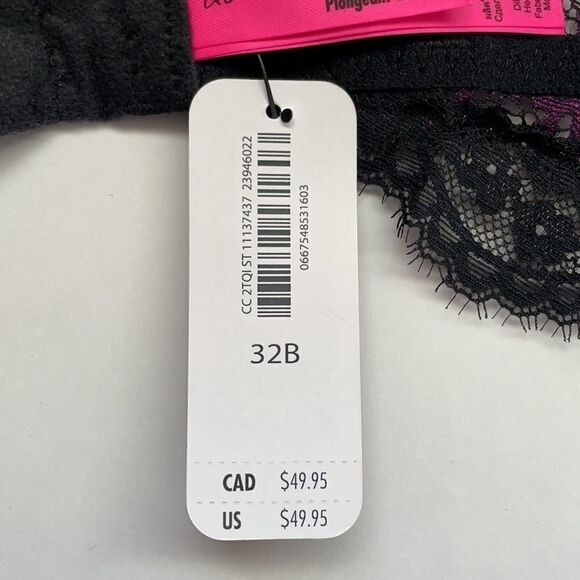 Plongeant
CC 2TQI ST 11137437 23946022
0667548531603
32B
CAD $49.95
US $49.95